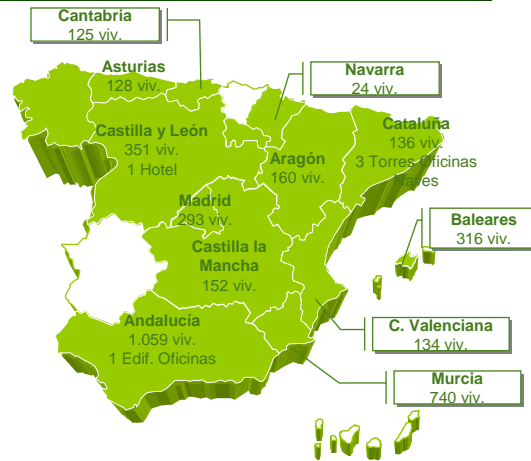 Cantabria
125 viv.
Asturias
128 viv.
Navarra
24 viv.
Castilla y León
351 viv.
1 Hotel
Cataluña
136 viv.
3 Torres Oficinas
Naves
Aragón
160 viv.
Madrid
293 viv.
Baleares
316 viv.
Castilla la
Mancha
152 viv.
Andalucía
1.059 viv.
1 Edif. Oficinas
C. Valenciana
134 viv.
Murcia
740 viv.